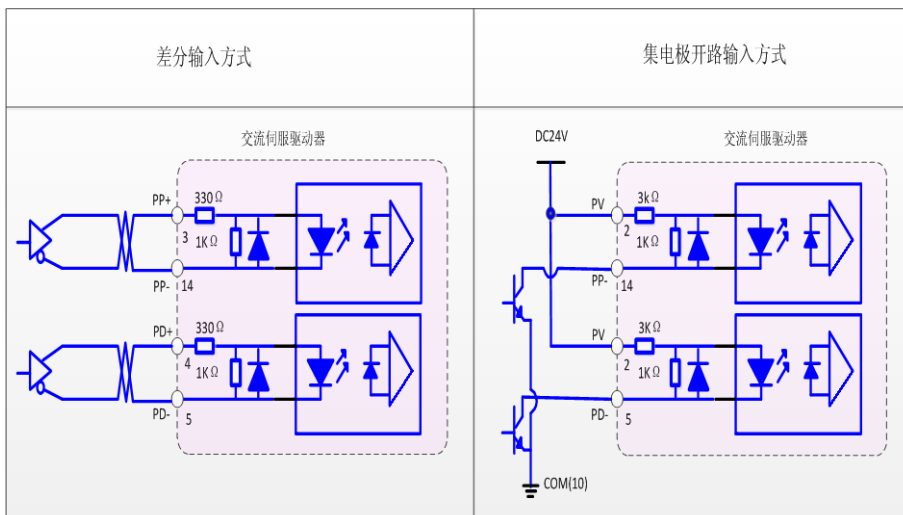 差分输入方式
集电极开路输入方式
交流伺服驱动器
PP+
330Ω
3
1KΩ
PP-
14
PD+
330Ω
4
1KΩ
PD-
5
DC24V
交流伺服驱动器
PV
3kΩ
2
1KΩ
PP-
14
PV
3KΩ
2
1KΩ
PD-
5
COM(10)